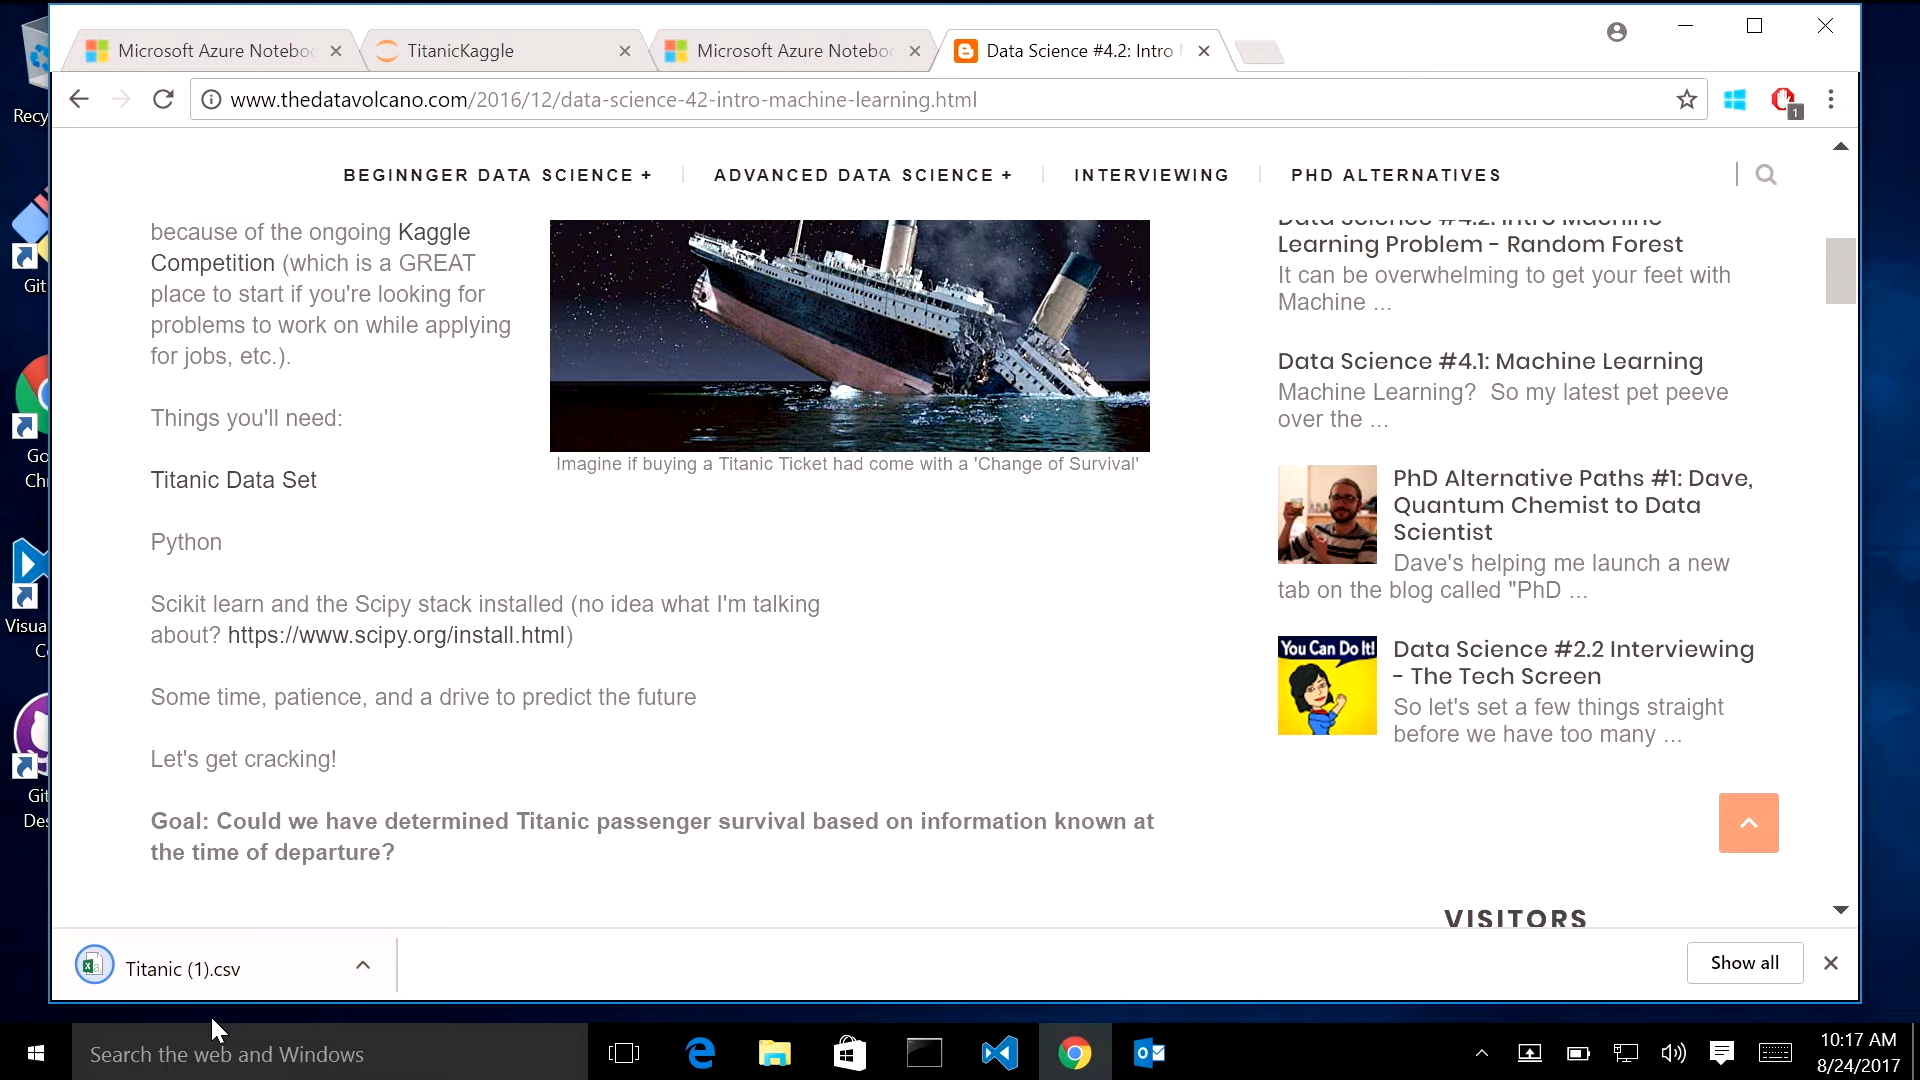 Microsoft Azure Noteboo
TitanicKaggle
Microsoft Azure Noteboo
Data Science #4.2: Intro
www.thedatavolcano.com/2016/12/data-science-42-intro-machine-learning.html
1
BEGINNGER DATA SCIENCE +
ADVANCED DATA SCIENCE +
INTERVIEWING
PHD ALTERNATIVES
because of the ongoing Kaggle
Competition (which is a GREAT
place to start if you're looking for
problems to work on while applying
for jobs, etc.).
Things you'll need:
Titanic Data Set
Python
Scikit learn and the Scipy stack installed (no idea what I'm talking
about? https://www.scipy.org/install.html)
Some time, patience, and a drive to predict the future
Let's get cracking!
Goal: Could we have determined Titanic passenger survival based on information known at
the time of departure?
Imagine if buying a Titanic Ticket had come with a 'Change of Survival'
Data Science #4.2: Intro Machine
Learning Problem - Random Forest
It can be overwhelming to get your feet with
Machine ...
Data Science #4.1: Machine Learning
Machine Learning? So my latest pet peeve
over the ...
PhD Alternative Paths #1: Dave,
Quantum Chemist to Data
Scientist
Dave's helping me launch a new
tab on the blog called "PhD ...
You Can Do It!
Data Science #2.2 Interviewing
- The Tech Screen
So let's set a few things straight
before we have too many ...
VISITORS
Titanic (1).csv
Show all
Recy
Git
Go
Ch
Visua
C
Git
Des
Search the web and Windows
10:17 AM
8/24/2017